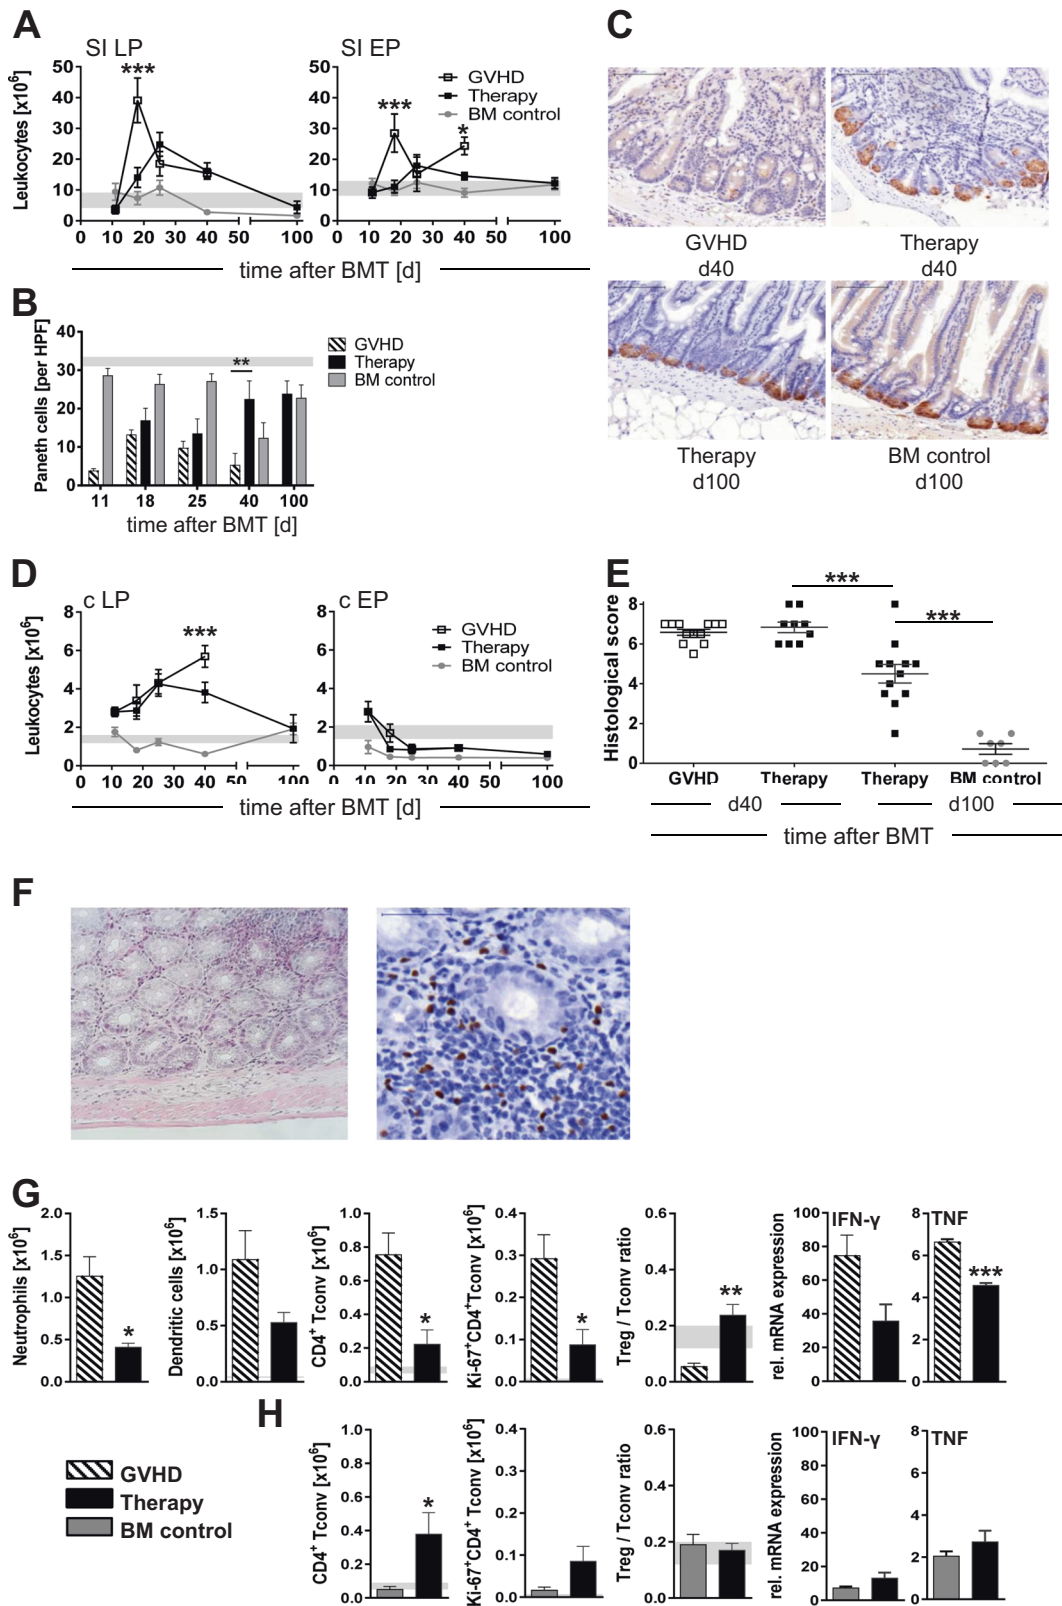 A
SI LP
SI EP
C
Leukocytes [x10⁶]
50
40
30
20
10
0
***
0 10 20 30 40 50 100
50
40
30
20
10
0
***
*
0 10 20 30 40 50 100
GVHD
Therapy
BM control
time after BMT [d]
GVHD
d40
Therapy
d40
Therapy
d100
BM control
d100
B
Paneth cells [per HPF]
40
30
20
10
0
**
11 18 25 40 100
time after BMT [d]
GVHD
Therapy
BM control
D
c LP
c EP
Leukocytes [x10⁶]
8
6
4
2
0
***
0 10 20 30 40 50 100
8
6
4
2
0
0 10 20 30 40 50 100
GVHD
Therapy
BM control
time after BMT [d]
E
Histological score
8
6
4
2
0
***
***
GVHD Therapy Therapy BM control
d40 d100
time after BMT
F
G
Neutrophils [x10⁶]
2.0
1.5
1.0
0.5
0.0
*
Dendritic cells [x10⁶]
1.5
1.0
0.5
0.0
CD4⁺ Tconv [x10⁶]
1.0
0.8
0.6
0.4
0.2
0.0
*
Ki-67⁺CD4⁺Tconv [x10⁶]
0.4
0.3
0.2
0.1
0.0
*
Treg / Tconv ratio
0.6
0.4
0.2
0.0
**
rel. mRNA expression
100
80
60
40
20
0
IFN-γ
8
6
4
2
0
TNF
***
H
GVHD
Therapy
BM control
CD4⁺ Tconv [x10⁶]
1.0
0.8
0.6
0.4
0.2
0.0
*
Ki-67⁺CD4⁺ Tconv [x10⁶]
0.4
0.3
0.2
0.1
0.0
Treg / Tconv ratio
0.6
0.4
0.2
0.0
rel. mRNA expression
100
80
60
40
20
0
IFN-γ
8
6
4
2
0
TNF